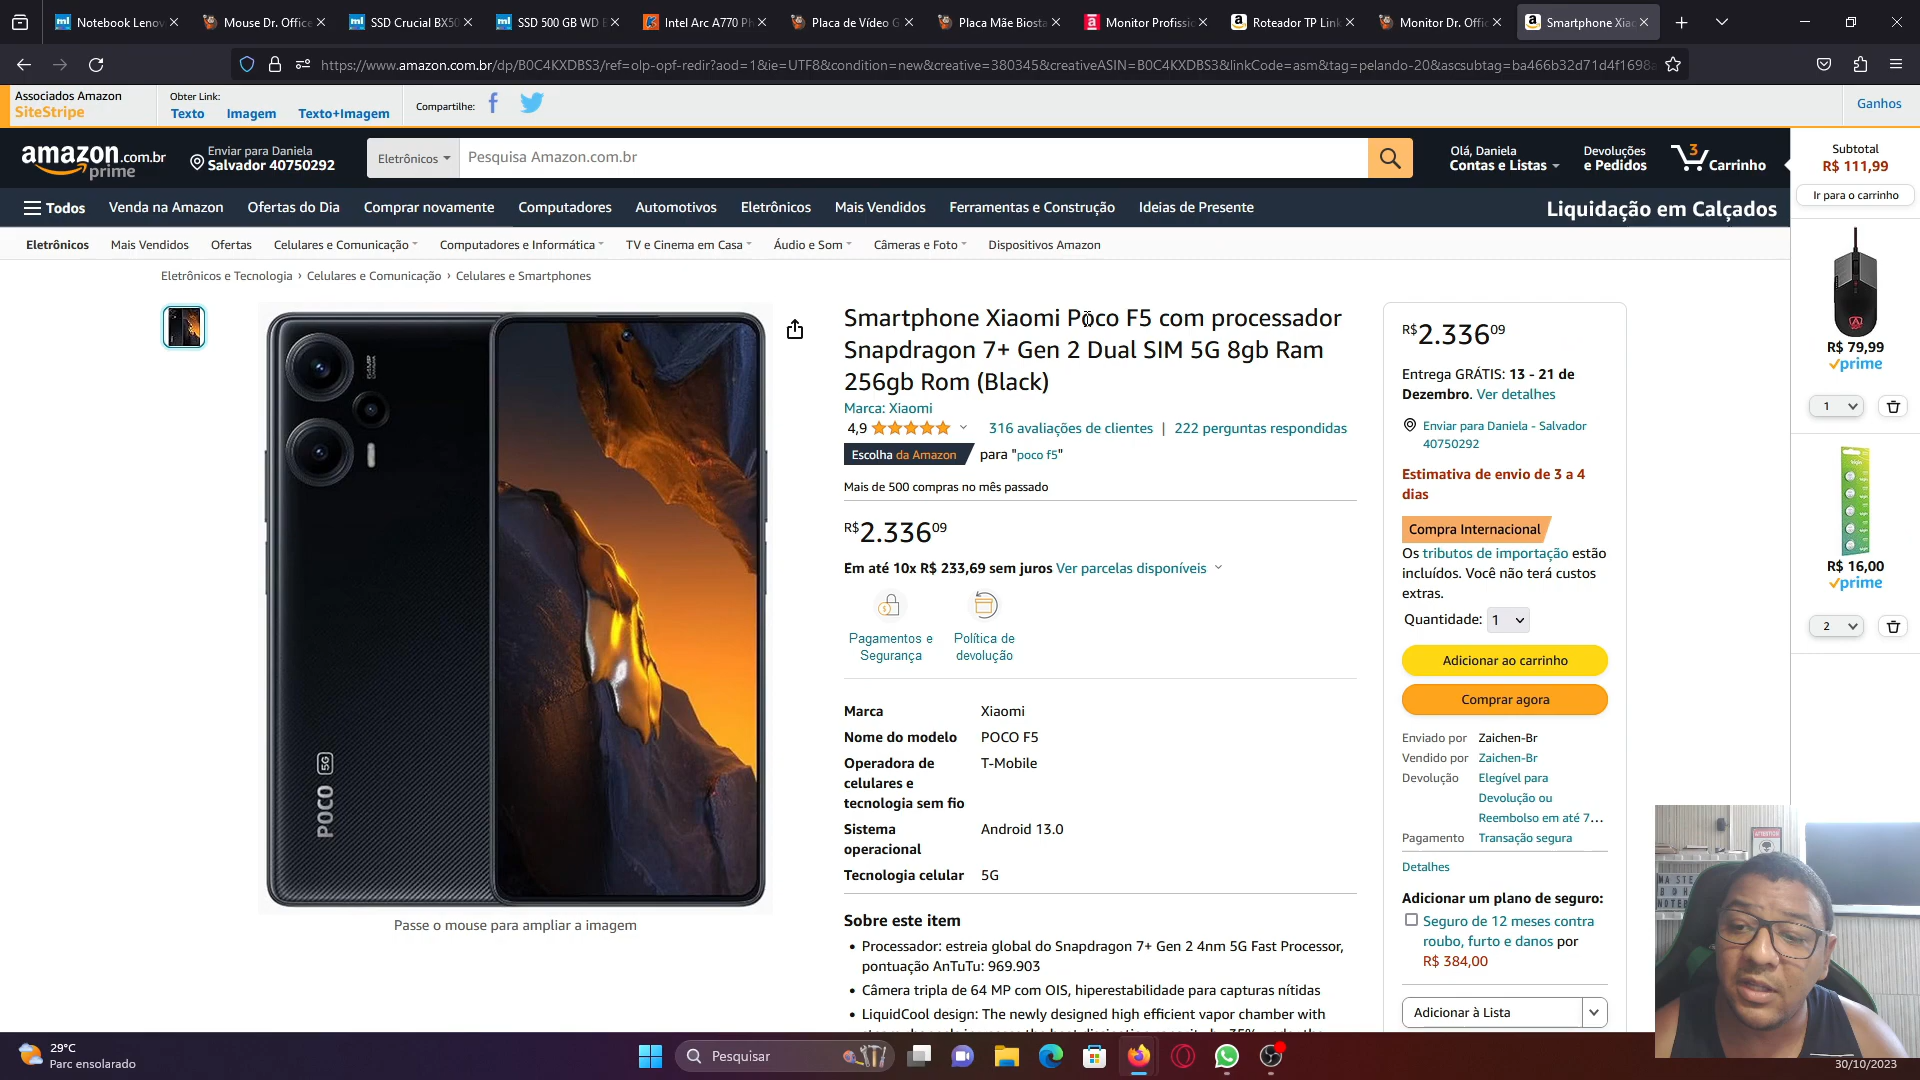 Notebook Lenov
Mouse Dr. Office
SSD Crucial BX50
SSD 500 GB WD
Intel Arc A770 Ph
Placa de Vídeo G
Placa Mãe Biosta
Monitor Profissi
Roteador TP Link
Monitor Dr. Offi
Smartphone Xiao
https://www.amazon.com.br/dp/B0C4KXDBS3/ref=olp-opf-redir?aod=1&ie=UTF8&condition=new&creative=380345&creativeASIN=B0C4KXDBS3&linkCode=asm&tag=pelando-20&ascsubtag=ba466b32d71d4f1698
Associados Amazon
SiteStripe
Obter Link:
Texto Imagem Texto+Imagem
Compartilhe:
Ganhos
amazon.com.br
prime
Enviar para Daniela
Salvador 40750292
Eletrônicos
Pesquisa Amazon.com.br
Olá, Daniela
Contas e Listas
Devoluções
e Pedidos
3
Carrinho
Subtotal
R$ 111,99
Ir para o carrinho
Todos Venda na Amazon Ofertas do Dia Comprar novamente Computadores Automotivos Eletrônicos Mais Vendidos Ferramentas e Construção Ideias de Presente
Liquidação em Calçados
Eletrônicos Mais Vendidos Ofertas Celulares e Comunicação Computadores e Informática TV e Cinema em Casa Áudio e Som Câmeras e Foto Dispositivos Amazon
Eletrônicos e Tecnologia › Celulares e Comunicação › Celulares e Smartphones
64MP
POCO 5G
Passe o mouse para ampliar a imagem
Smartphone Xiaomi Poco F5 com processador
Snapdragon 7+ Gen 2 Dual SIM 5G 8gb Ram
256gb Rom (Black)
Marca: Xiaomi
4,9
316 avaliações de clientes | 222 perguntas respondidas
Escolha da Amazon para "poco f5"
Mais de 500 compras no mês passado
R$2.33609
Em até 10x R$ 233,69 sem juros Ver parcelas disponíveis
Pagamentos e
Segurança
Política de
devolução
Marca Xiaomi
Nome do modelo POCO F5
Operadora de T-Mobile
celulares e
tecnologia sem fio
Sistema Android 13.0
operacional
Tecnologia celular 5G
Sobre este item
• Processador: estreia global do Snapdragon 7+ Gen 2 4nm 5G Fast Processor,
pontuação AnTuTu: 969.903
• Câmera tripla de 64 MP com OIS, hiperestabilidade para capturas nítidas
• LiquidCool design: The newly designed high efficient vapor chamber with
R$2.33609
Entrega GRÁTIS: 13 - 21 de
Dezembro. Ver detalhes
Enviar para Daniela - Salvador
40750292
Estimativa de envio de 3 a 4
dias
Compra Internacional
Os tributos de importação estão
incluídos. Você não terá custos
extras.
Quantidade: 1
Adicionar ao carrinho
Comprar agora
Enviado por Zaichen-Br
Vendido por Zaichen-Br
Devolução Elegível para
Devolução ou
Reembolso em até 7...
Pagamento Transação segura
Detalhes
Adicionar um plano de seguro:
Seguro de 12 meses contra
roubo, furto e danos por
R$ 384,00
Adicionar à Lista
R$ 79,99
prime
1
R$ 16,00
prime
2
29°C
Parc ensolarado
Pesquisar
30/10/2023